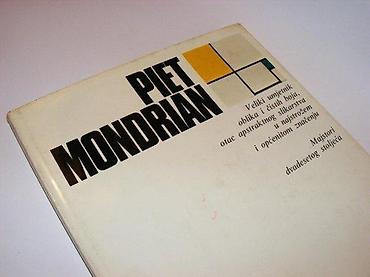 PIET
MONDRIAN
Veliki umjetnik
oblika i čistih boja,
otac apstraktnog slikarstva
u najstrožem
i općenitom značenju
Majstori
dvadesetog stoljeća